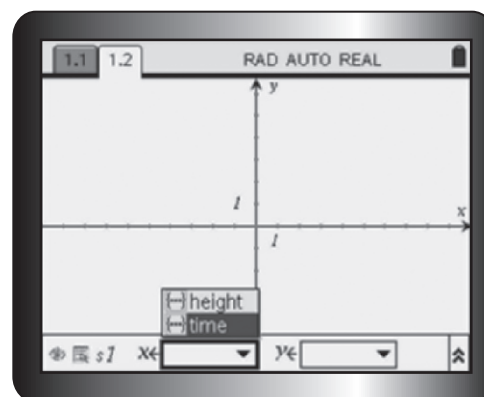 1.1 1.2 RAD AUTO REAL
y
1
x
1
height
time
s1 x← y←